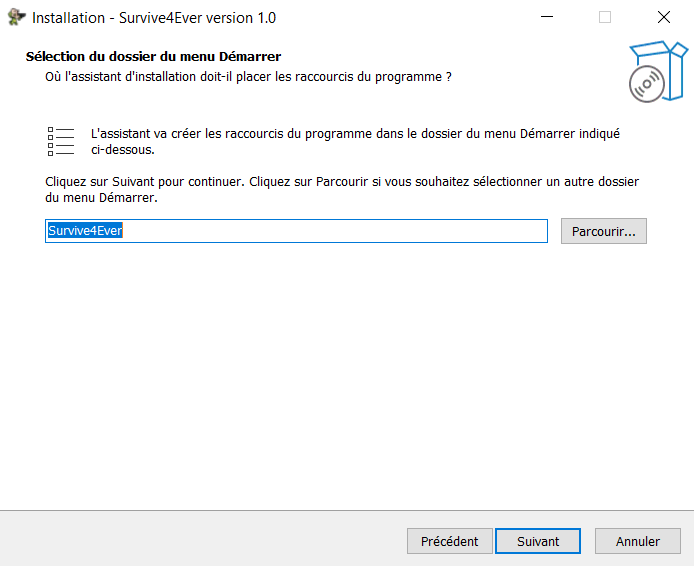 Installation - Survive4Ever version 1.0
Sélection du dossier du menu Démarrer
Où l'assistant d'installation doit-il placer les raccourcis du programme ?
L'assistant va créer les raccourcis du programme dans le dossier du menu Démarrer indiqué
ci-dessous.
Cliquez sur Suivant pour continuer. Cliquez sur Parcourir si vous souhaitez sélectionner un autre dossier
du menu Démarrer.
Survive4Ever
Parcourir...
Précédent
Suivant
Annuler